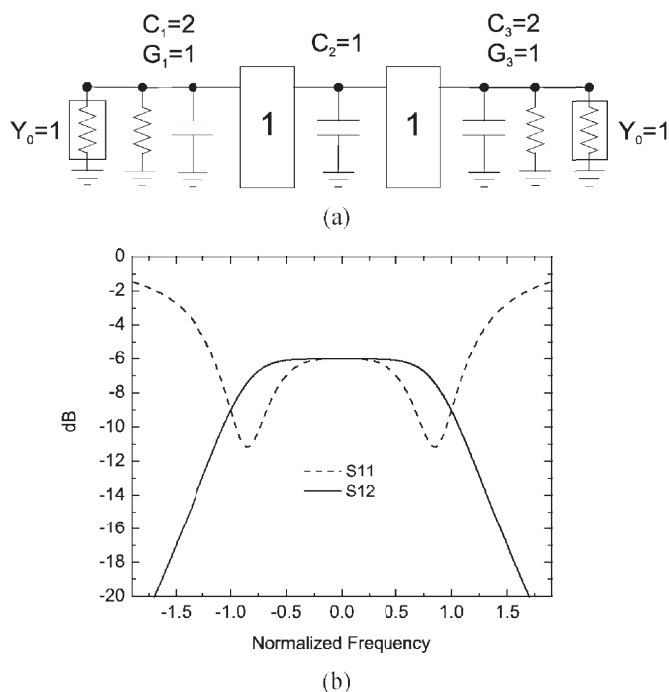 C₁=2
G₁=1
C₂=1
C₃=2
G₃=1
Y₀=1
1
1
Y₀=1
(a)
0
-2
-4
-6
-8
-10
-12
-14
-16
-18
-20
dB
S11
S12
-1.5 -1.0 -0.5 0.0 0.5 1.0 1.5
Normalized Frequency
(b)